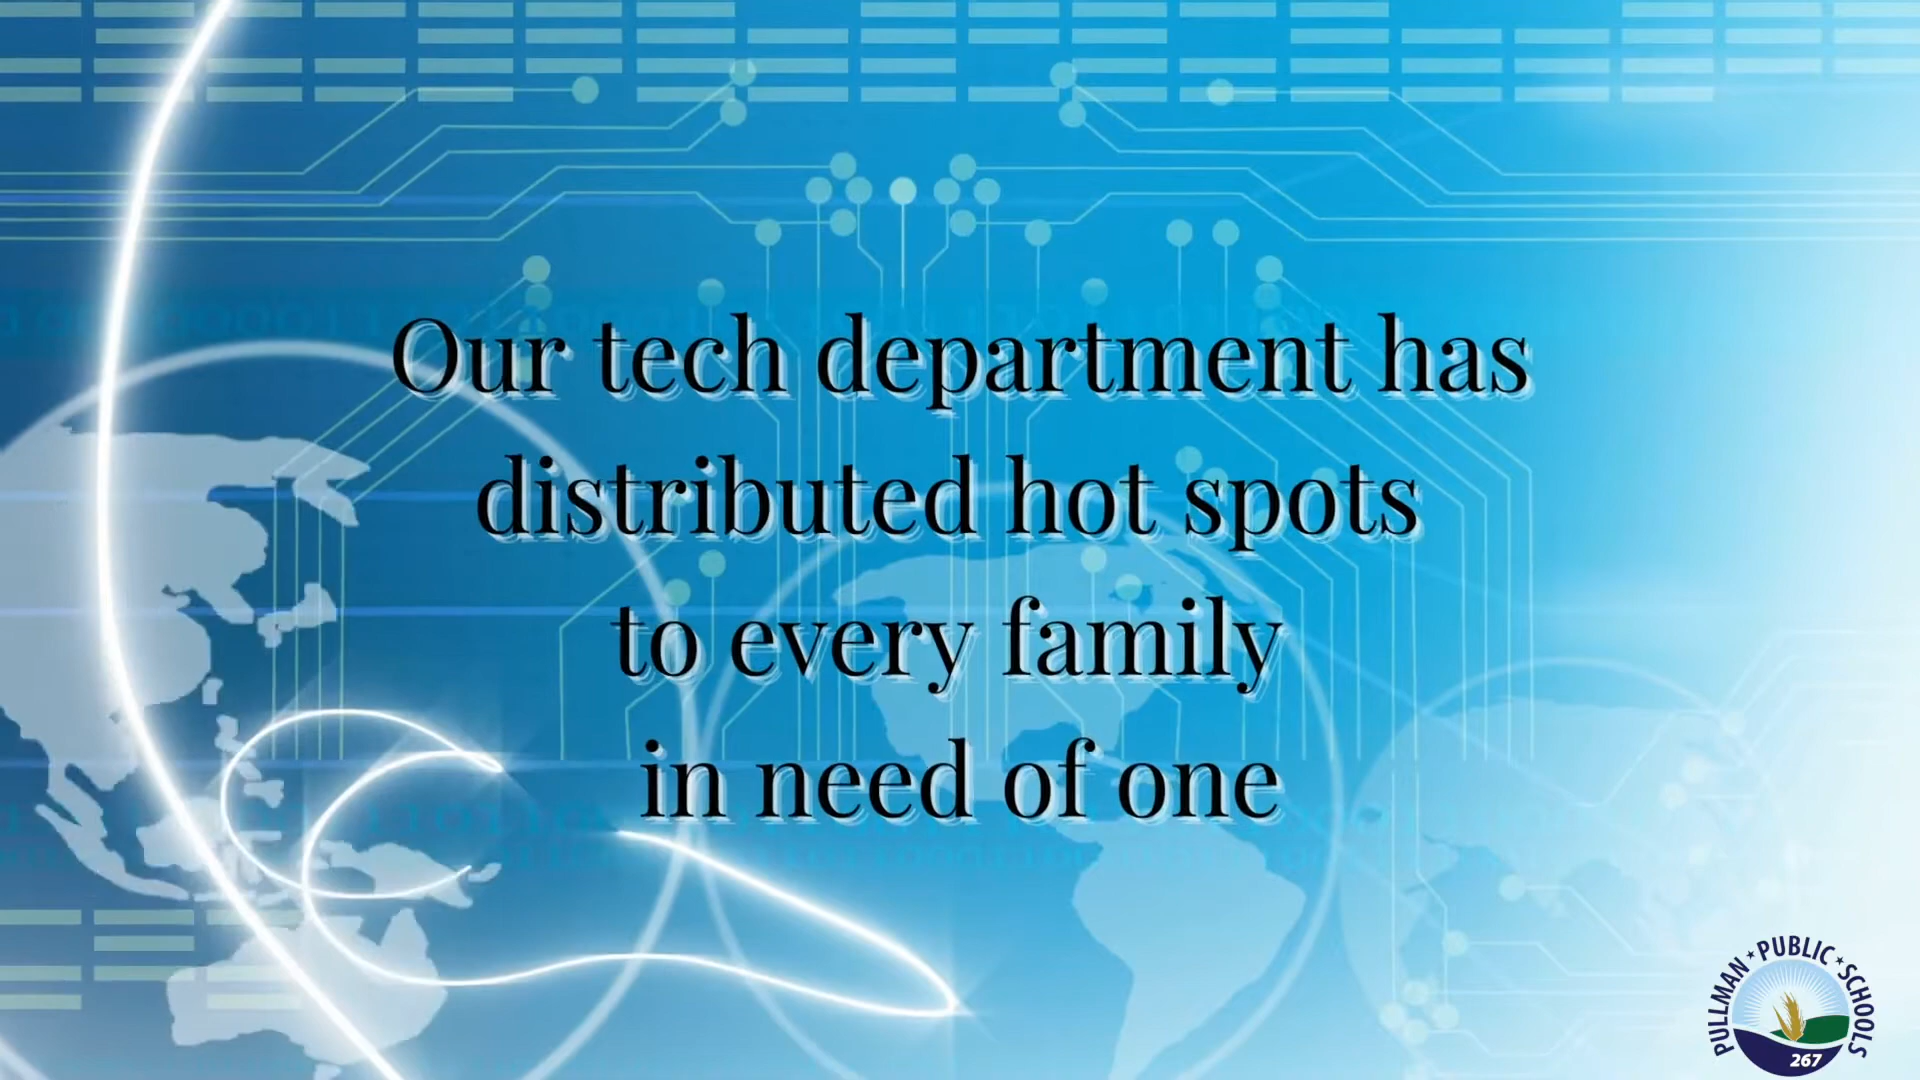 Our tech department has
distributed hot spots
to every family
in need of one
PULLMAN ★ PUBLIC ★ SCHOOLS
267